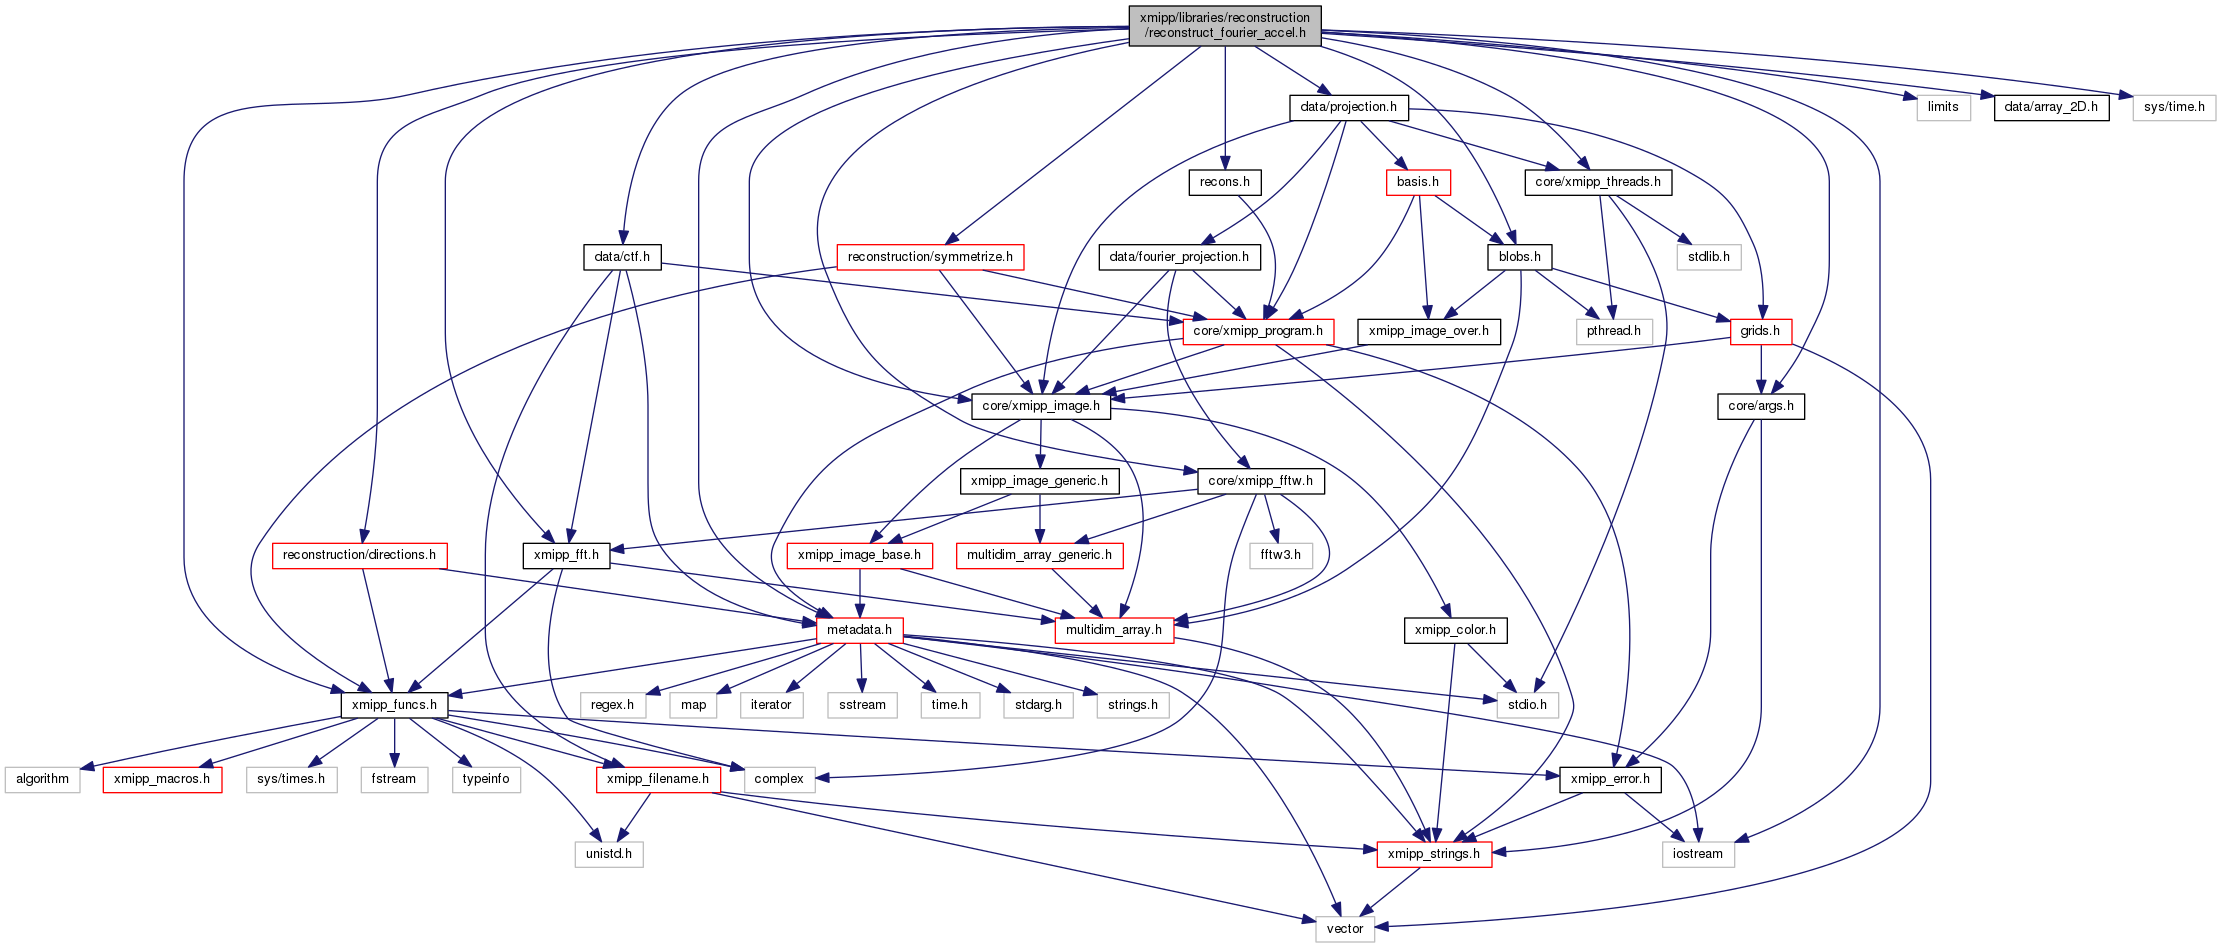 xmipp/libraries/reconstruction
/reconstruct_fourier_accel.h
data/projection.h
limits
data/array_2D.h
sys/time.h
recons.h
basis.h
core/xmipp_threads.h
data/ctf.h
reconstruction/symmetrize.h
data/fourier_projection.h
blobs.h
stdlib.h
core/xmipp_program.h
xmipp_image_over.h
pthread.h
grids.h
core/xmipp_image.h
core/args.h
xmipp_image_generic.h
core/xmipp_fftw.h
reconstruction/directions.h
xmipp_fft.h
xmipp_image_base.h
multidim_array_generic.h
fftw3.h
metadata.h
multidim_array.h
xmipp_color.h
xmipp_funcs.h
regex.h
map
iterator
sstream
time.h
stdarg.h
strings.h
stdio.h
algorithm
xmipp_macros.h
sys/times.h
fstream
typeinfo
xmipp_filename.h
complex
xmipp_error.h
unistd.h
xmipp_strings.h
iostream
vector